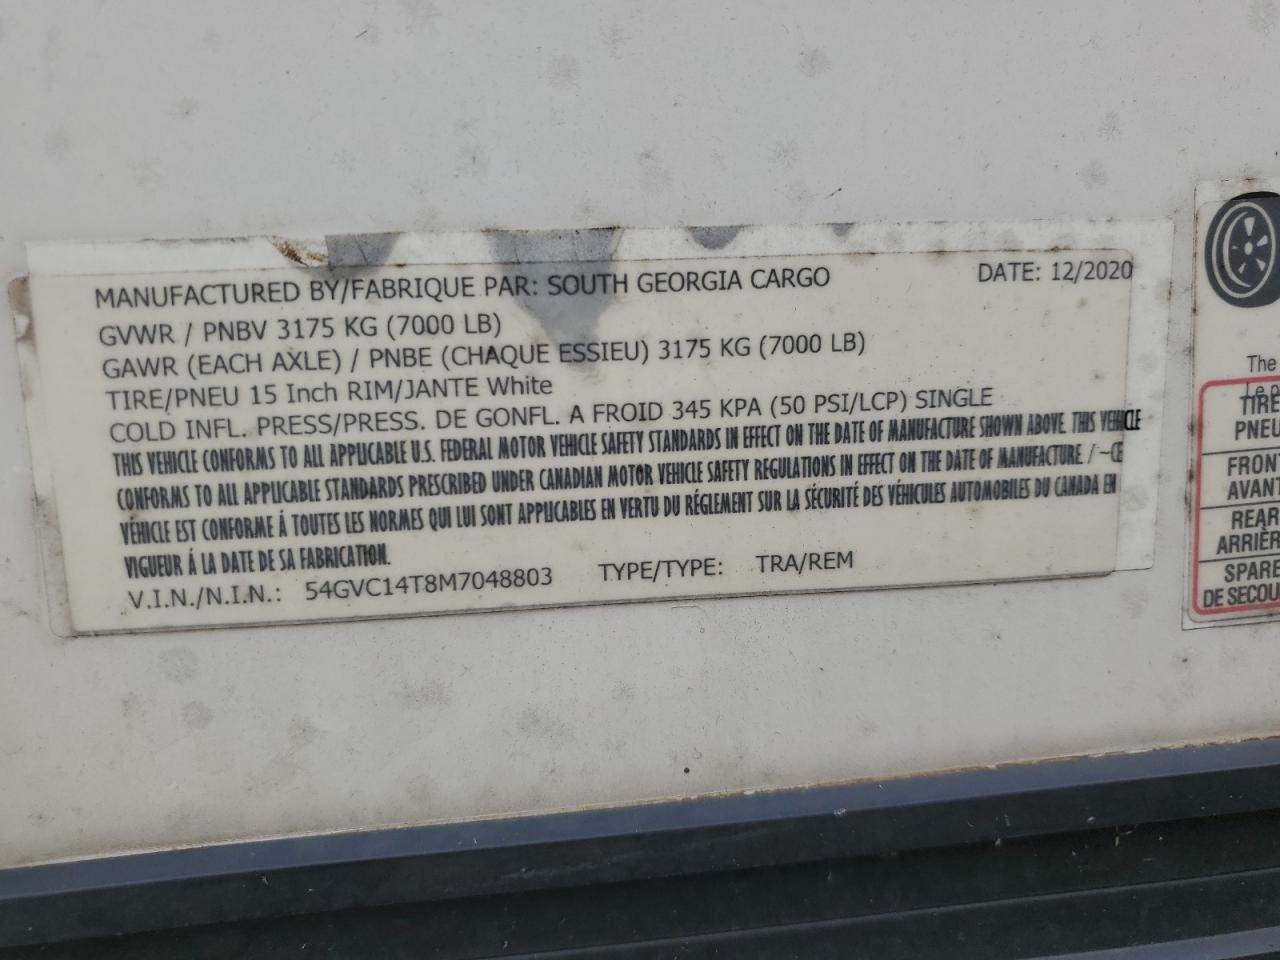 MANUFACTURED BY/FABRIQUE PAR: SOUTH GEORGIA CARGO DATE: 12/2020
GVWR / PNBV 3175 KG (7000 LB)
GAWR (EACH AXLE) / PNBE (CHAQUE ESSIEU) 3175 KG (7000 LB)
TIRE/PNEU 15 Inch RIM/JANTE White
COLD INFL. PRESS/PRESS. DE GONFL. A FROID 345 KPA (50 PSI/LCP) SINGLE
THIS VEHICLE CONFORMS TO ALL APPLICABLE U.S. FEDERAL MOTOR VEHICLE SAFETY STANDARDS IN EFFECT ON THE DATE OF MANUFACTURE SHOWN ABOVE. THIS VEHICLE
CONFORMS TO ALL APPLICABLE STANDARDS PRESCRIBED UNDER CANADIAN MOTOR VEHICLE SAFETY REGULATIONS IN EFFECT ON THE DATE OF MANUFACTURE / ~CE
VÉHICLE EST CONFORME À TOUTES LES NORMES QUI LUI SONT APPLICABLES EN VERTU DU RÉGLEMENT SUR LA SÉCURITÉ DES VÉHICULES AUTOMOBILES DU CANADA EN
VIGUEUR Á LA DATE DE SA FABRICATION.
V.I.N./N.I.N.: 54GVC14T8M7048803 TYPE/TYPE: TRA/REM
The
Le
TIRE
PNEU
FRONT
AVANT
REAR
ARRIÈR
SPARE
DE SECOU